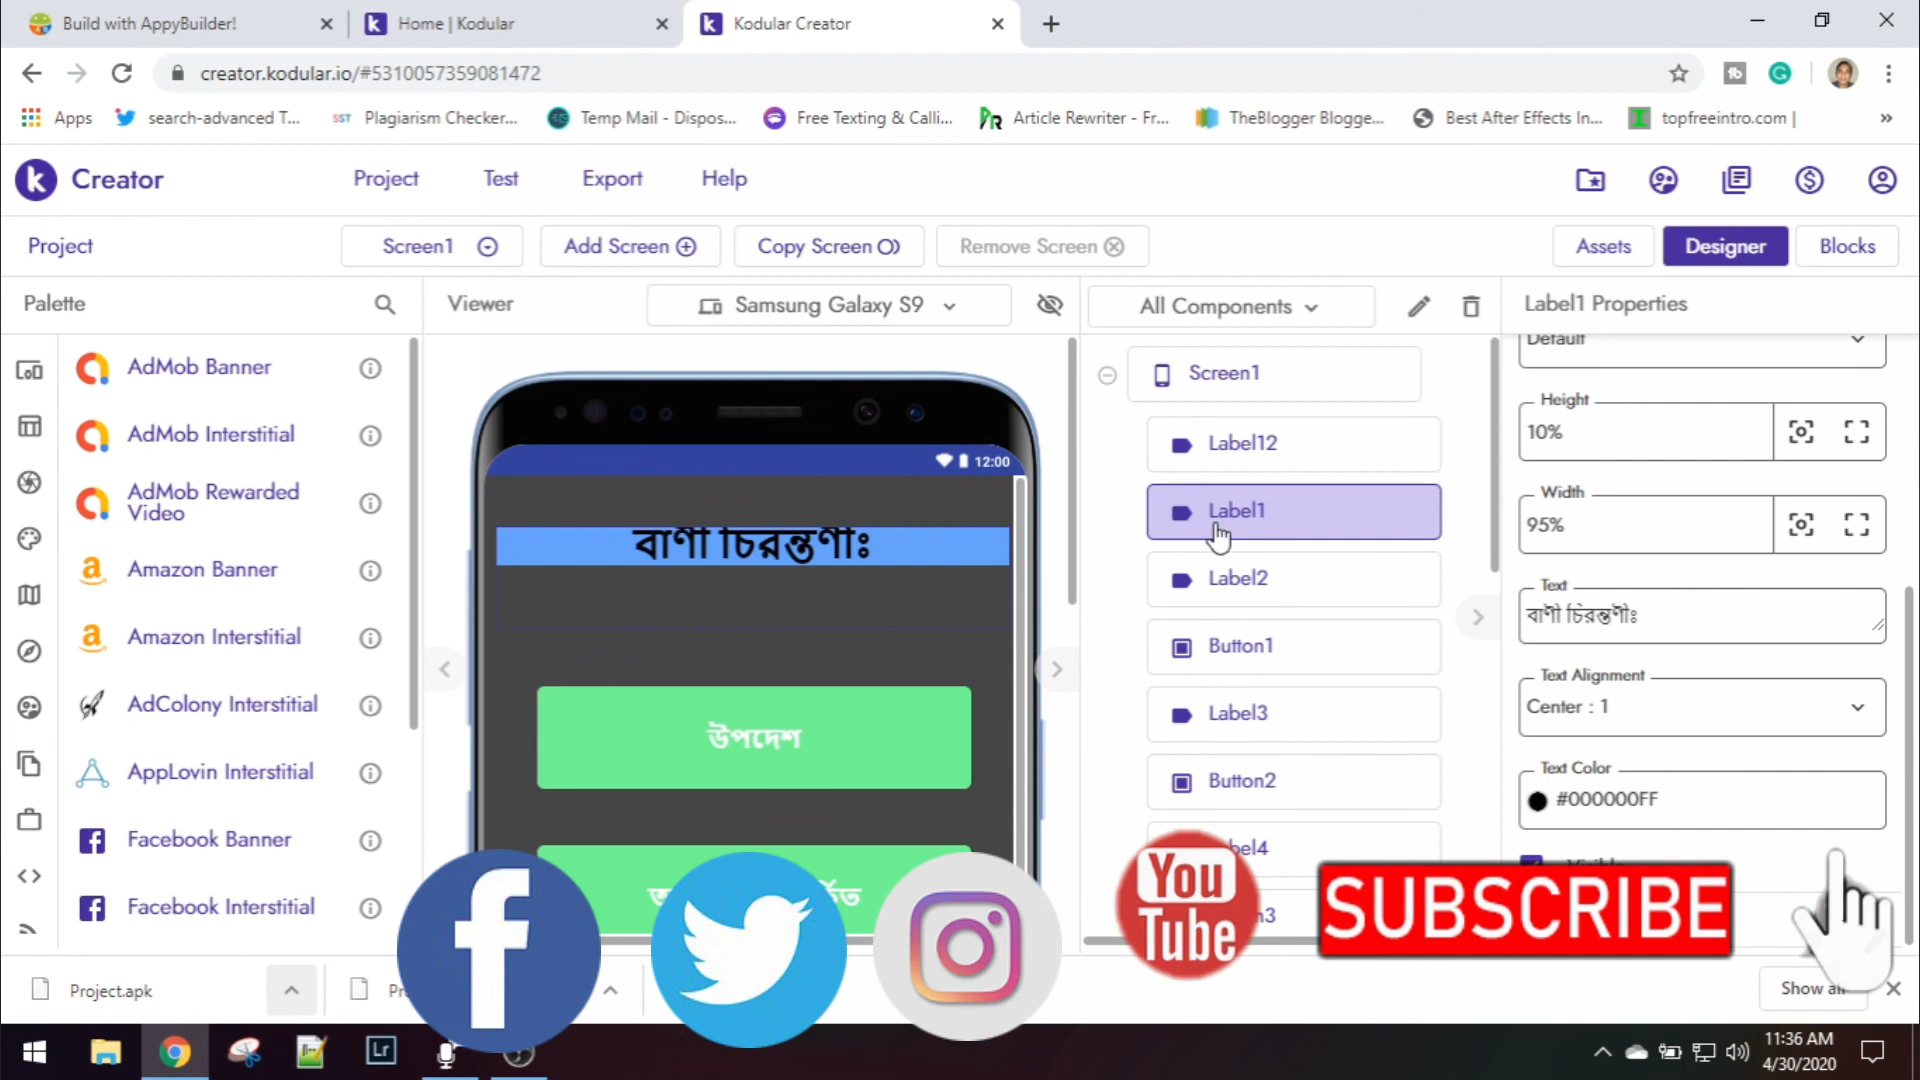 Build with AppyBuilder!
Home | Kodular
Kodular Creator
creator.kodular.io/#5310057359081472
Apps
search-advanced T...
SST
Plagiarism Checker...
Temp Mail - Dispos...
Free Texting & Calli...
Article Rewriter - Fr...
TheBlogger Blogge...
Best After Effects In...
topfreeintro.com |
Creator
Project
Test
Export
Help
Project
Screen1
Add Screen
Copy Screen
Remove Screen
Assets
Designer
Blocks
Palette
Viewer
Samsung Galaxy S9
All Components
Label1 Properties
AdMob Banner
AdMob Interstitial
AdMob Rewarded
Video
Amazon Banner
Amazon Interstitial
AdColony Interstitial
AppLovin Interstitial
Facebook Banner
Facebook Interstitial
12:00
বাণী চিরন্তণীঃ
উপদেশ
Screen1
Label12
Label1
Label2
Button1
Label3
Button2
Default
Height
10%
Width
95%
Text
বাণী চিরন্তণীঃ
Text Alignment
Center : 1
Text Color
#000000FF
You
Tube
SUBSCRIBE
Project.apk
Show all
Lr
11:36 AM
4/30/2020